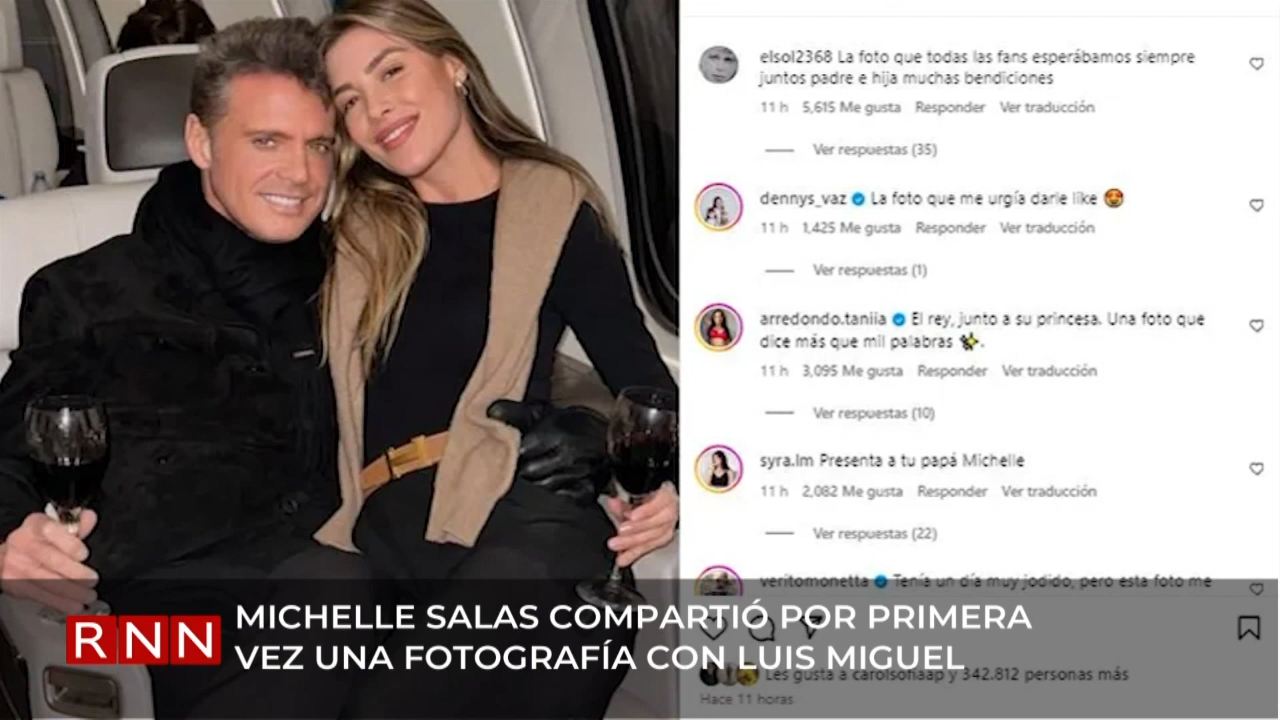 elsol2368 La foto que todas las fans esperábamos siempre
juntos padre e hija muchas bendiciones
11 h 5,615 Me gusta Responder Ver traducción
Ver respuestas (35)
dennys_vaz La foto que me urgía darle like
11 h 1,425 Me gusta Responder Ver traducción
Ver respuestas (1)
arredondo.taniia El rey, junto a su princesa. Una foto que
dice más que mil palabras .
11 h 3,095 Me gusta Responder Ver traducción
Ver respuestas (10)
syra.lm Presenta a tu papá Michelle
11 h 2,082 Me gusta Responder Ver traducción
Ver respuestas (22)
veritomonetta Tenía un día muy jodido, pero esta foto me
RNN
MICHELLE SALAS COMPARTIÓ POR PRIMERA
VEZ UNA FOTOGRAFÍA CON LUIS MIGUEL
Les gusta a carolsofiaap y 342.812 personas más
Hace 11 horas